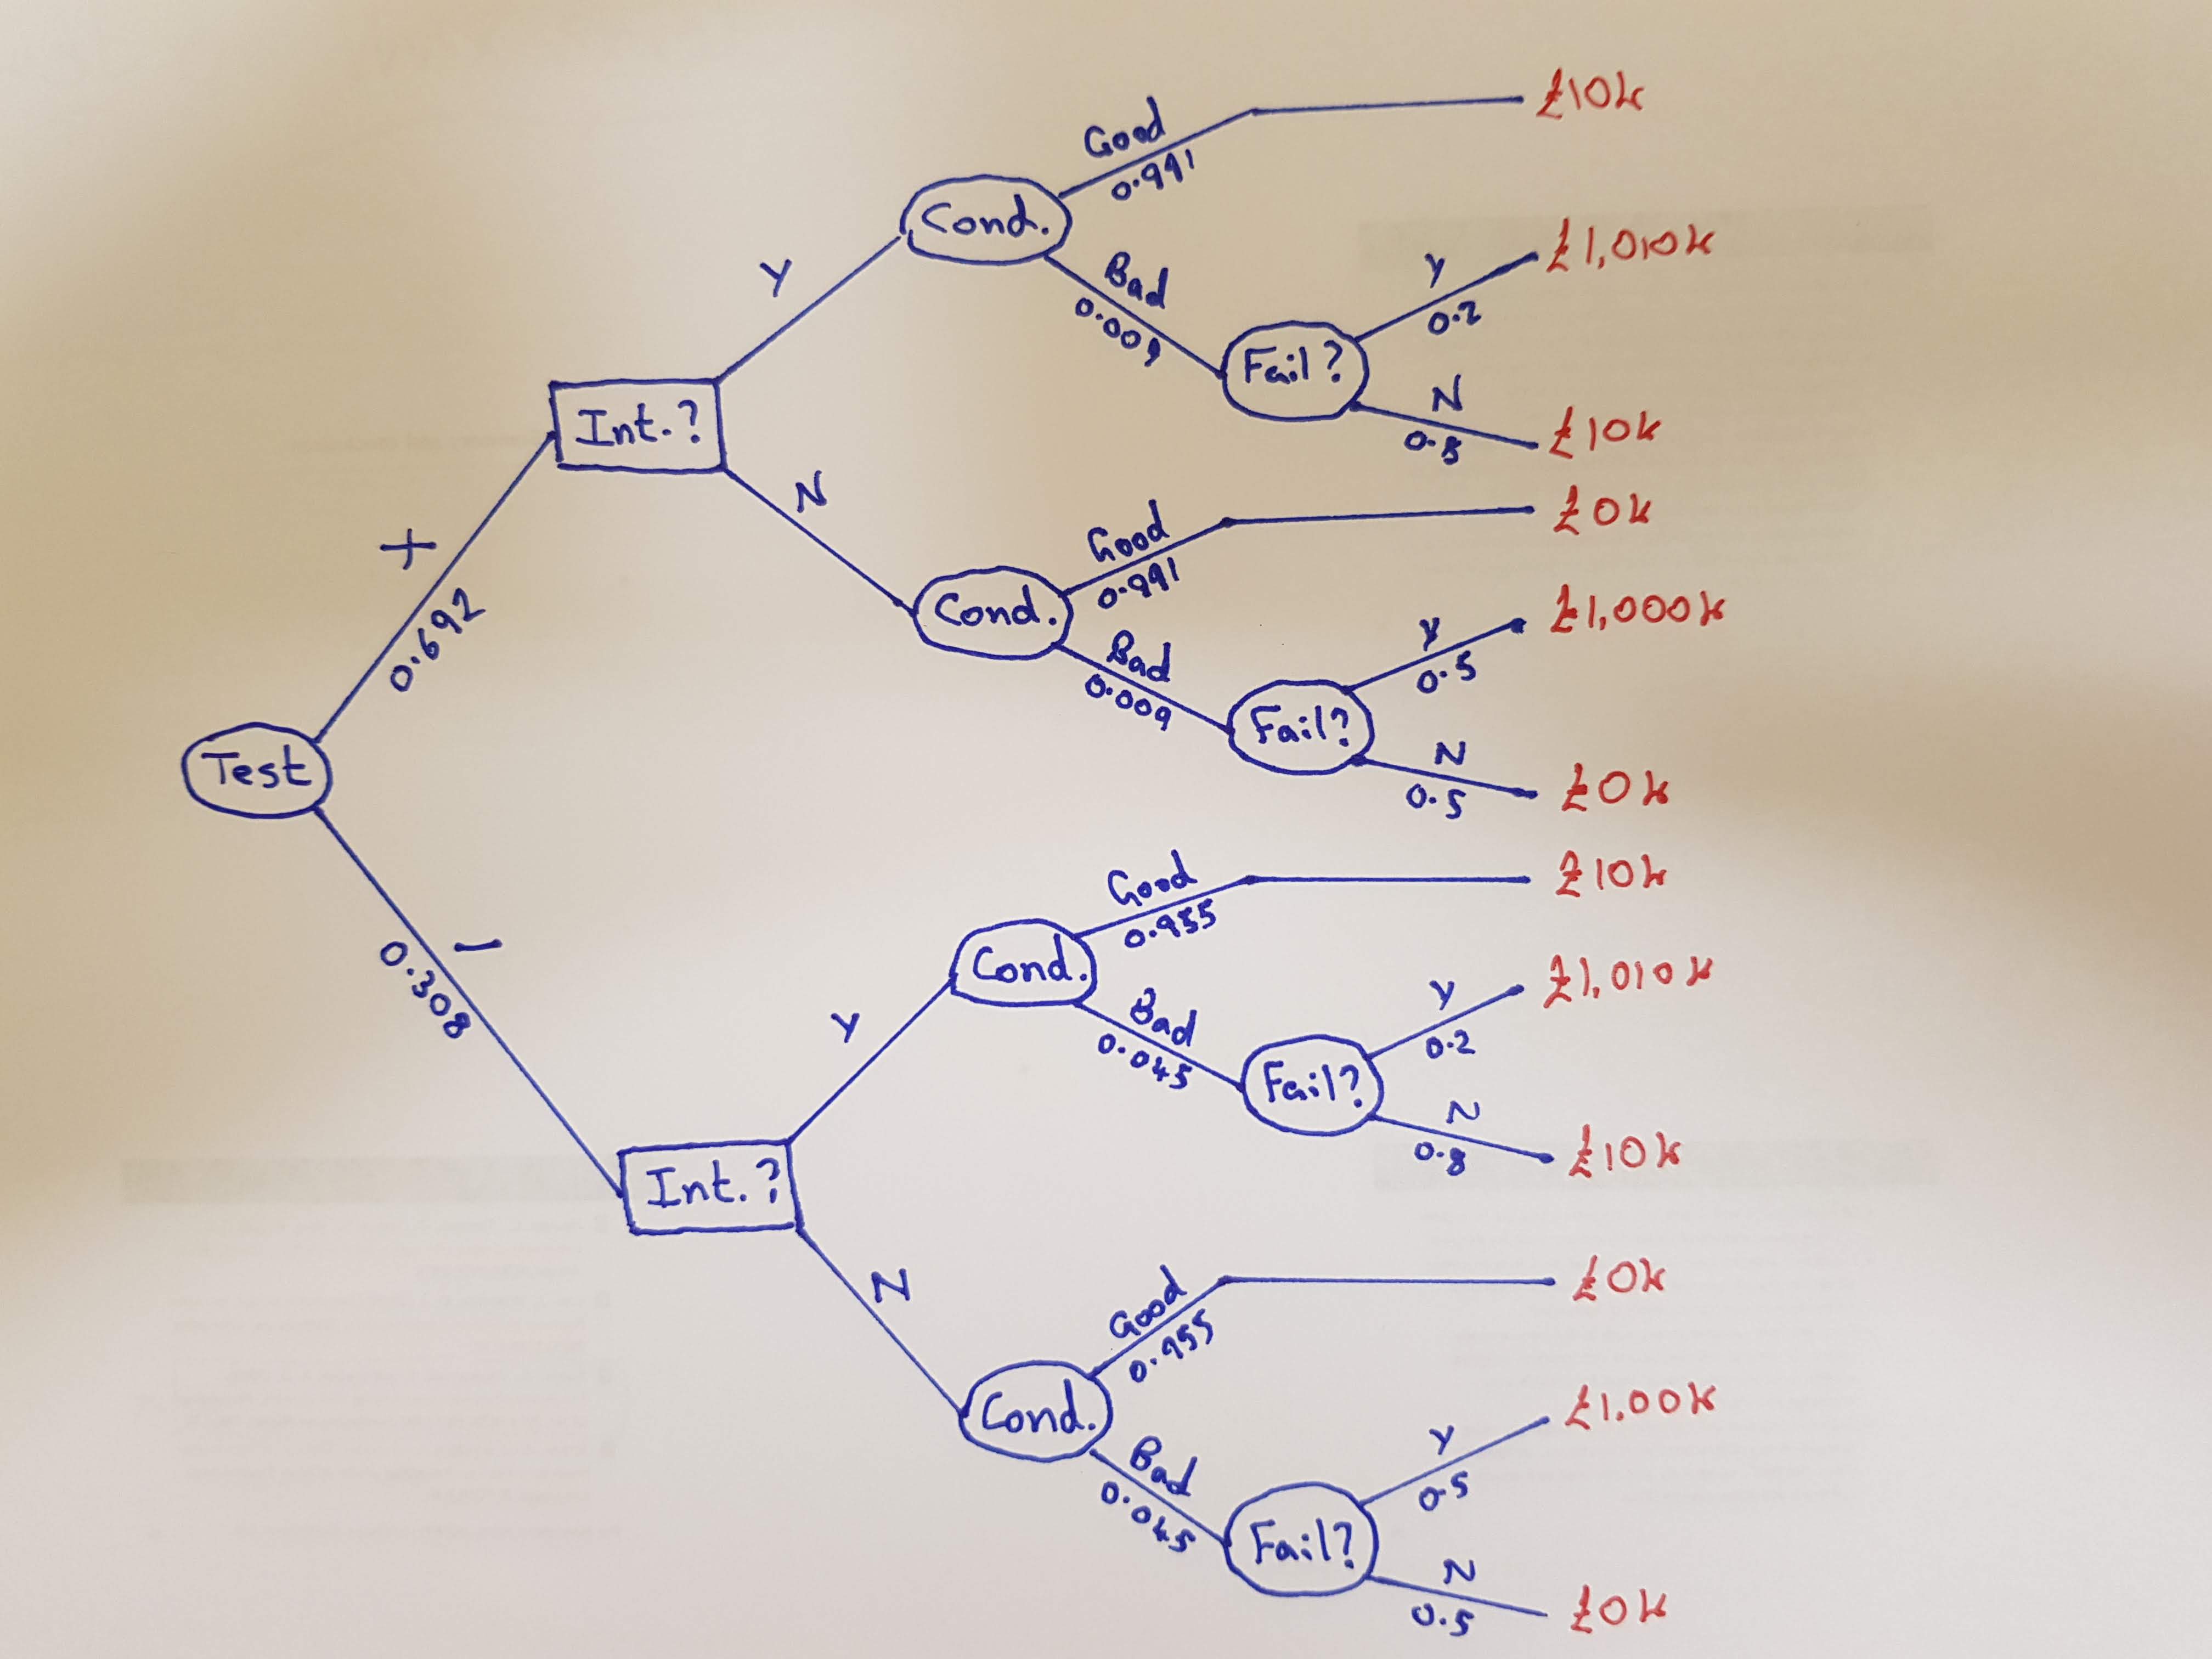 Test
+
0.692
Int.?
Y
Cond.
Good
0.991
£10k
Bad
0.009
Fail?
Y
0.2
£1,010k
N
0.8
£10k
N
Cond.
Good
0.991
£0k
Bad
0.009
Fail?
Y
0.5
£1,000k
N
0.5
£0k
-
0.308
Int.?
Y
Cond.
Good
0.955
£10k
Bad
0.045
Fail?
Y
0.2
£1,010k
N
0.8
£10k
N
Cond.
Good
0.955
£0k
Bad
0.045
Fail?
Y
0.5
£1,00k
N
0.5
£0k